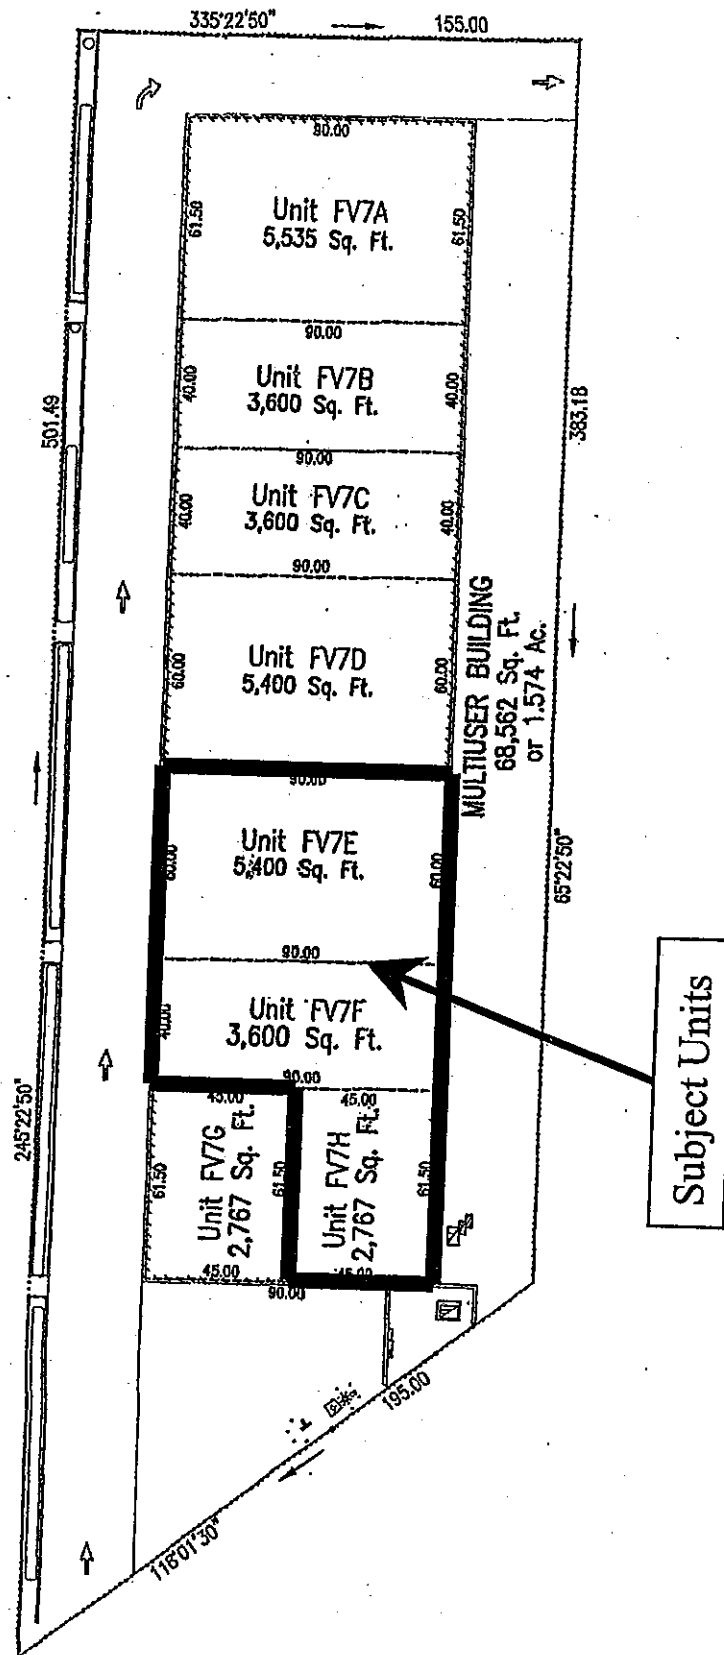 335°22'50" 155.00
90.00
61.50
Unit FV7A
5,535 Sq. Ft.
61.50
90.00
501.49
40.00
Unit FV7B
3,600 Sq. Ft.
40.00
383.18
90.00
40.00
Unit FV7C
3,600 Sq. Ft.
40.00
90.00
60.00
Unit FV7D
5,400 Sq. Ft.
60.00
MULTIUSER BUILDING
68,562 Sq. Ft.
or 1.574 Ac.
90.00
60.00
Unit FV7E
5,400 Sq. Ft.
60.00
65°22'50"
90.00
40.00
Unit FV7F
3,600 Sq. Ft.
90.00
Subject Units
245°22'50"
45.00
45.00
61.50
Unit FV7G
2,767 Sq. Ft.
61.50
Unit FV7H
2,767 Sq. Ft.
61.50
45.00
45.00
90.00
195.00
118°01'30"